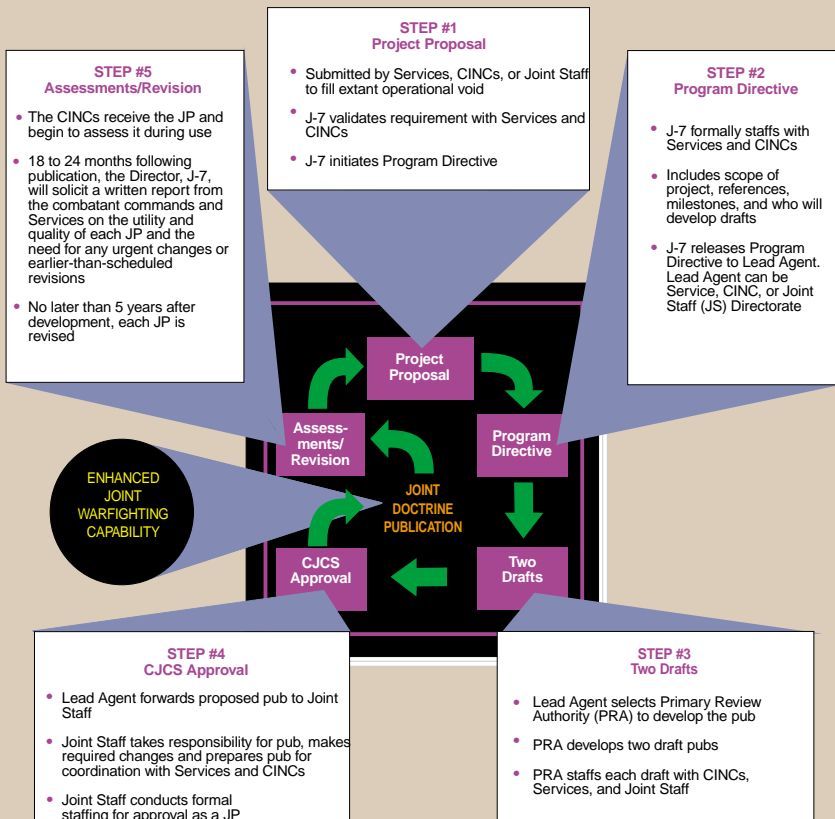 STEP #1
Project Proposal
• Submitted by Services, CINCs, or Joint Staff
to fill extant operational void
• J-7 validates requirement with Services and
CINCs
• J-7 initiates Program Directive
STEP #5
Assessments/Revision
• The CINCs receive the JP and
begin to assess it during use
• 18 to 24 months following
publication, the Director, J-7,
will solicit a written report from
the combatant commands and
Services on the utility and
quality of each JP and the
need for any urgent changes or
earlier-than-scheduled
revisions
• No later than 5 years after
development, each JP is
revised
STEP #2
Program Directive
• J-7 formally staffs with
Services and CINCs
• Includes scope of
project, references,
milestones, and who will
develop drafts
• J-7 releases Program
Directive to Lead Agent.
Lead Agent can be
Service, CINC, or Joint
Staff (JS) Directorate
Project
Proposal
Assess-
ments/
Revision
Program
Directive
ENHANCED
JOINT
WARFIGHTING
CAPABILITY
JOINT
DOCTRINE
PUBLICATION
CJCS
Approval
Two
Drafts
STEP #4
CJCS Approval
• Lead Agent forwards proposed pub to Joint
Staff
• Joint Staff takes responsibility for pub, makes
required changes and prepares pub for
coordination with Services and CINCs
• Joint Staff conducts formal
staffing for approval as a JP
STEP #3
Two Drafts
• Lead Agent selects Primary Review
Authority (PRA) to develop the pub
• PRA develops two draft pubs
• PRA staffs each draft with CINCs,
Services, and Joint Staff